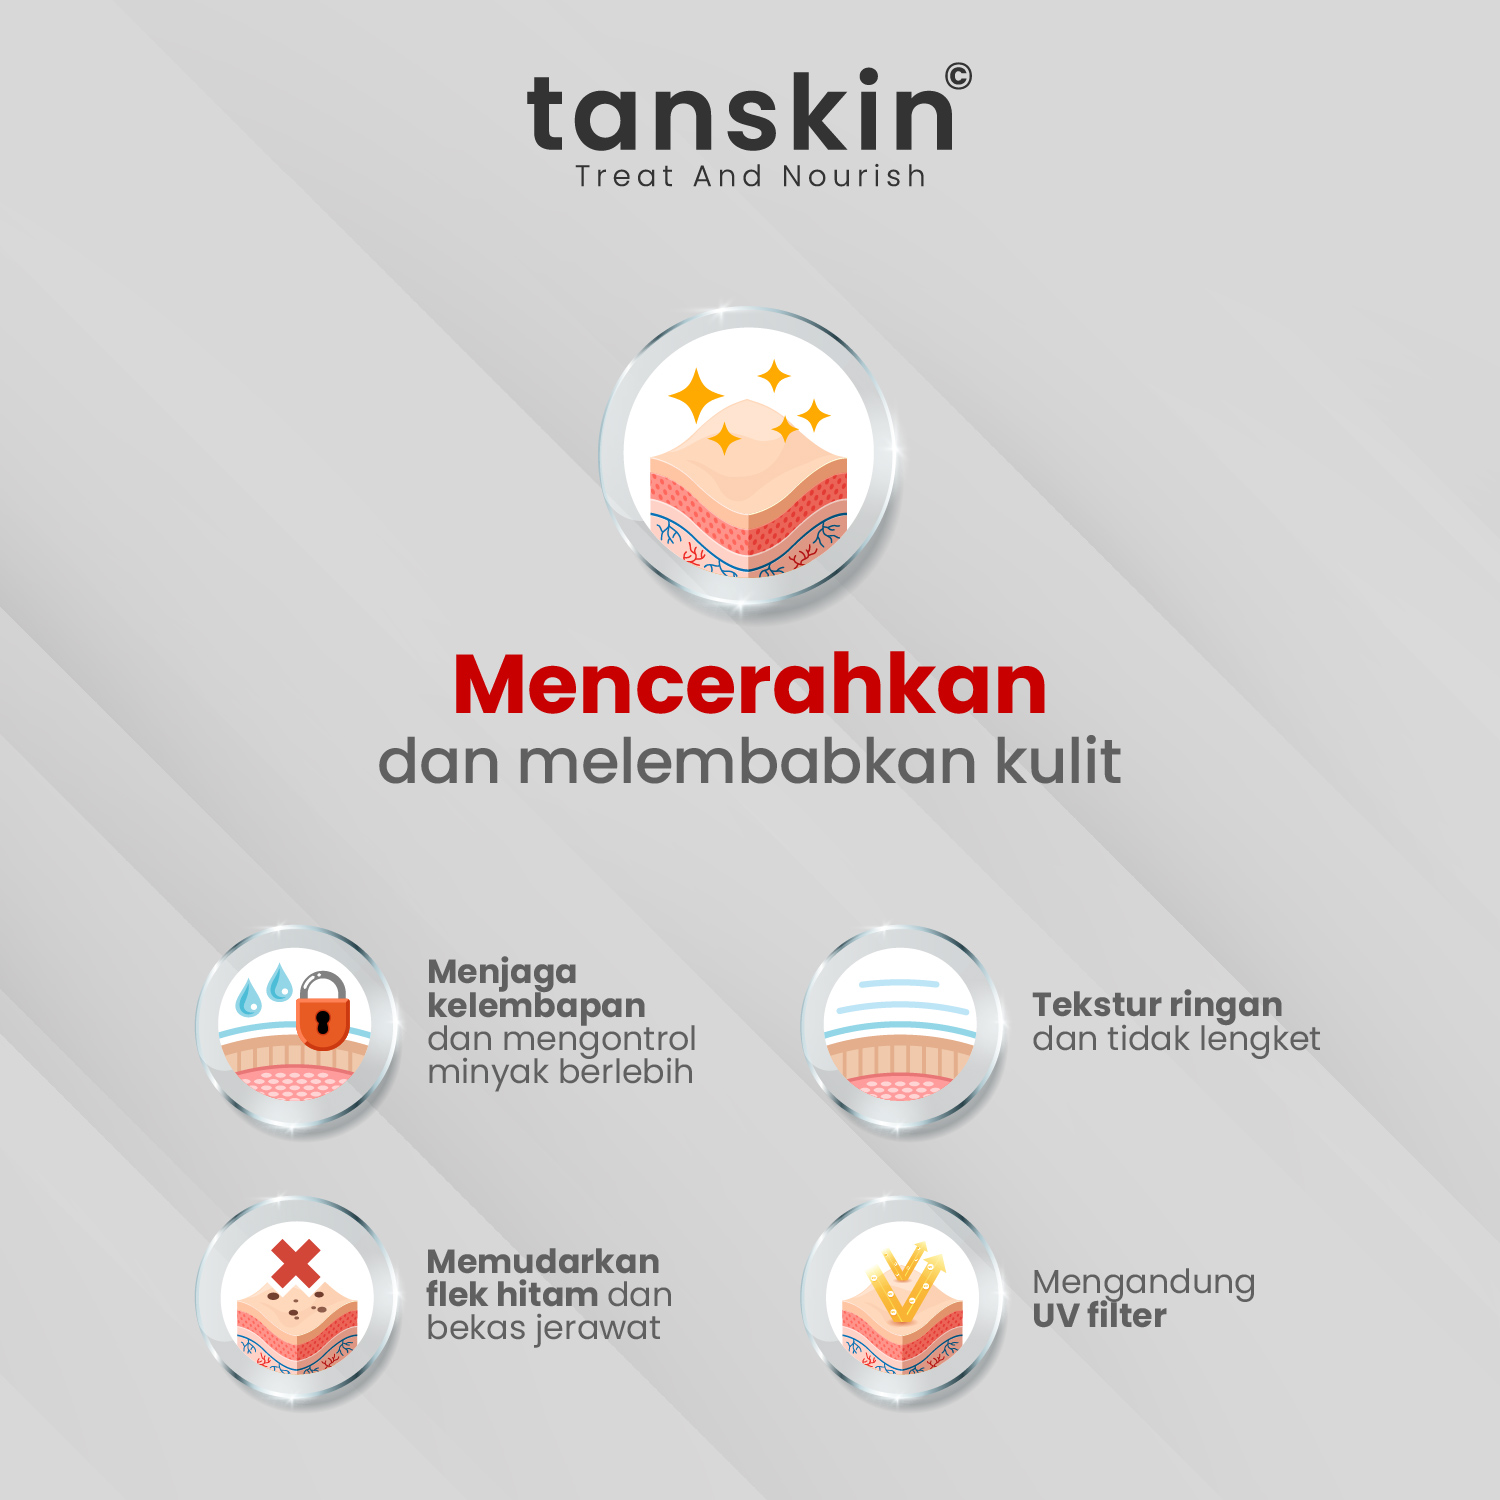 tanskin©
Treat And Nourish
Mencerahkan
dan melembabkan kulit
Menjaga
kelembapan
dan mengontrol
minyak berlebih
Tekstur ringan
dan tidak lengket
Memudarkan
flek hitam dan
bekas jerawat
Mengandung
UV filter